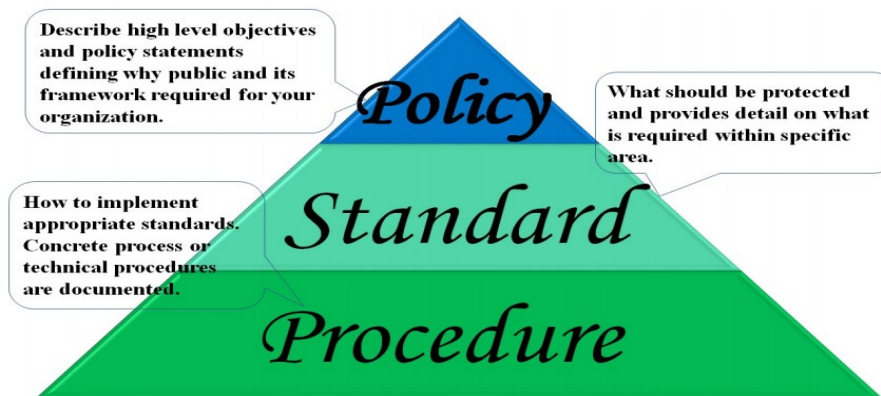 Describe high level objectives
and policy statements
defining why public and its
framework required for your
organization.
Policy
What should be protected
and provides detail on what
is required within specific
area.
Standard
How to implement
appropriate standards.
Concrete process or
technical procedures
are documented.
Procedure